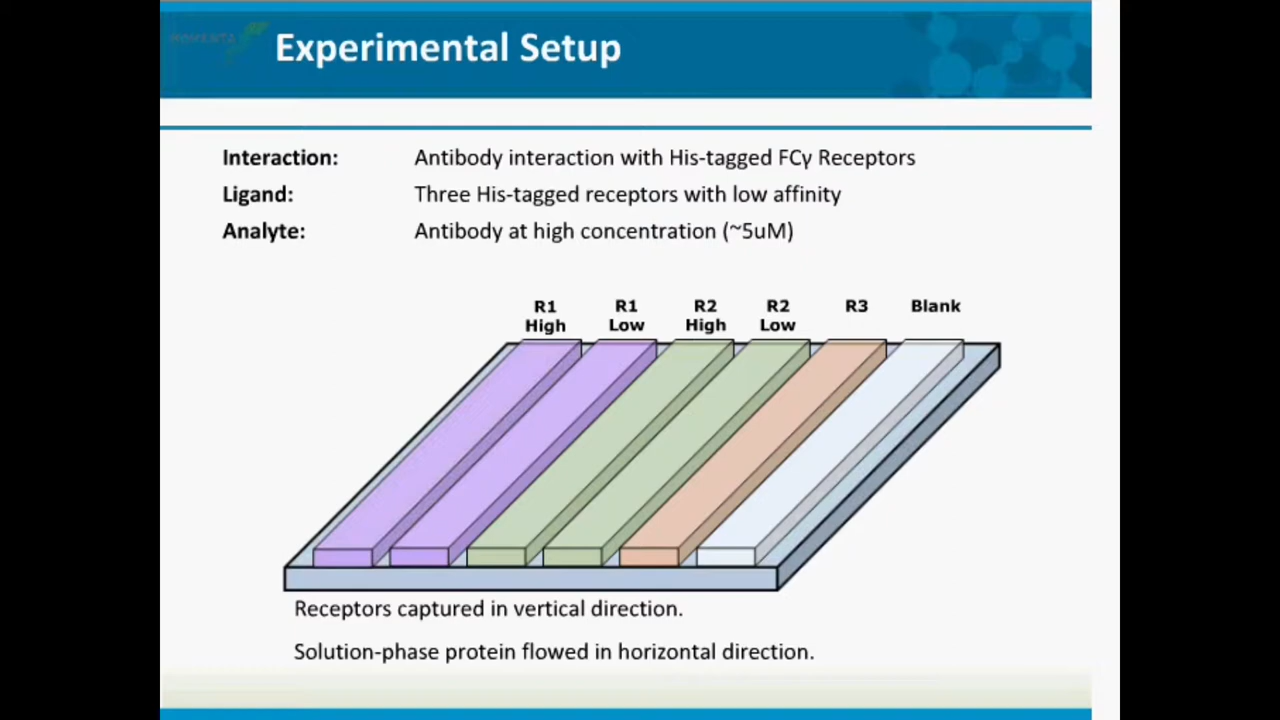 Experimental Setup
Interaction: Antibody interaction with His-tagged FCγ Receptors
Ligand: Three His-tagged receptors with low affinity
Analyte: Antibody at high concentration (~5uM)
R1 High
R1 Low
R2 High
R2 Low
R3
Blank
Receptors captured in vertical direction.
Solution-phase protein flowed in horizontal direction.